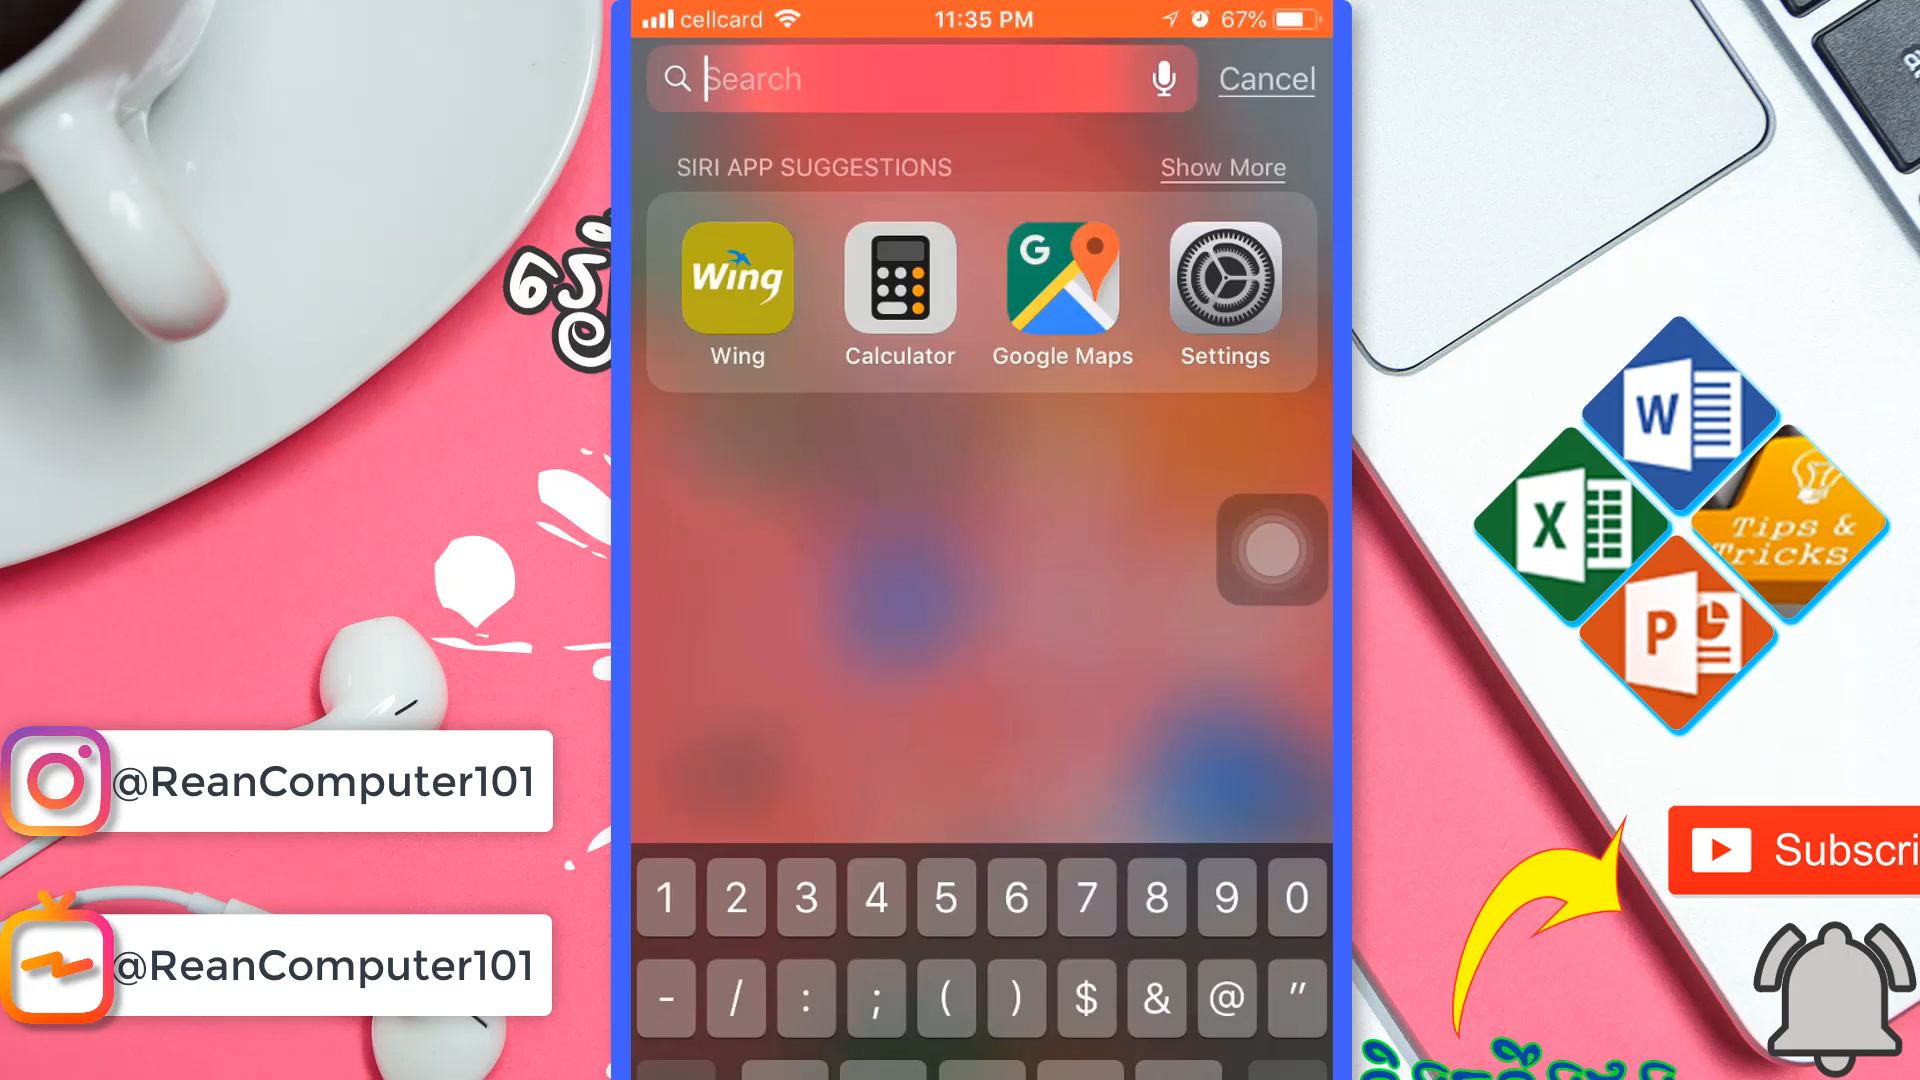 cellcard 11:35 PM 67%
Search Cancel
SIRI APP SUGGESTIONS Show More
Wing
Wing Calculator Google Maps Settings
G
W
X
Tips &
Tricks
P
@ReanComputer101
Subscri
@ReanComputer101
1 2 3 4 5 6 7 8 9 0
- / : ; ( ) $ & @ "